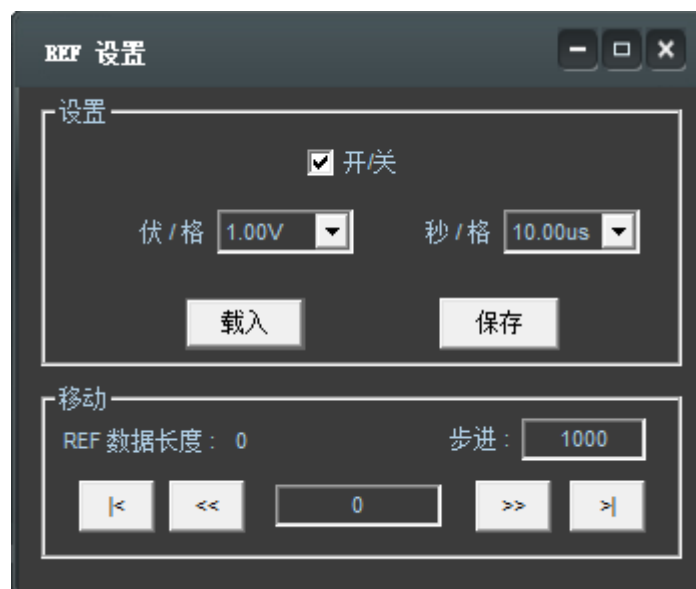 REF 设置
设置
开/关
伏 / 格 1.00V 秒 / 格 10.00us
载入 保存
移动
REF 数据长度： 0 步进： 1000
|< << 0 >> >|